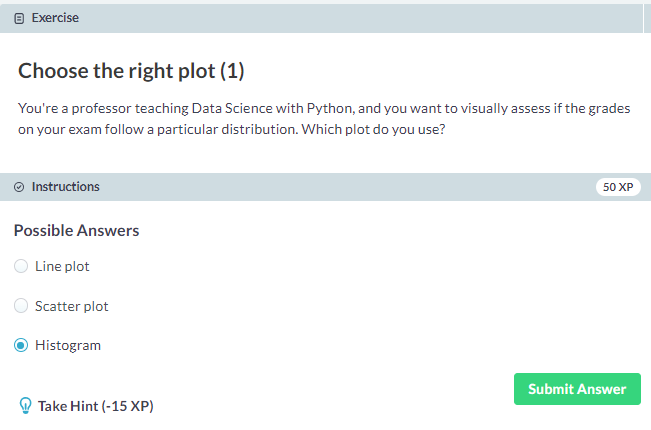 Exercise
Choose the right plot (1)
You're a professor teaching Data Science with Python, and you want to visually assess if the grades
on your exam follow a particular distribution. Which plot do you use?
Instructions
50 XP
Possible Answers
Line plot
Scatter plot
Histogram
Submit Answer
Take Hint (-15 XP)